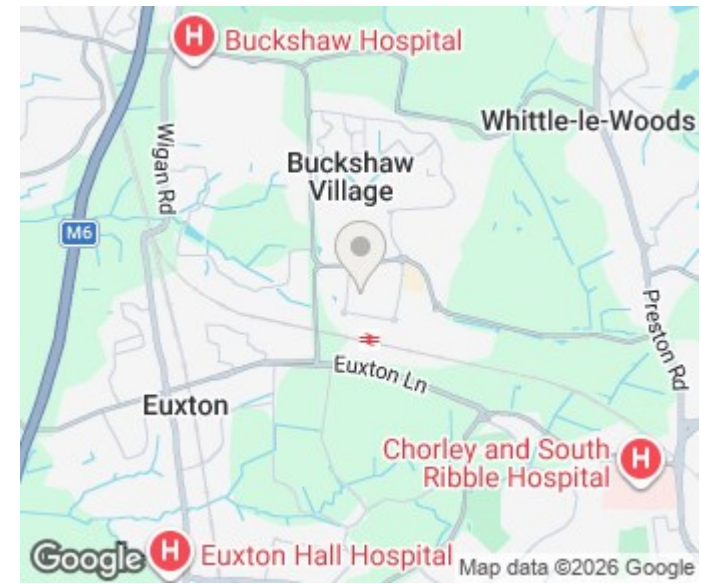 H
Buckshaw Hospital
Whittle-le-Woods
Wigan Rd
Buckshaw
Village
M6
Preston Rd
Euxton Ln
Euxton
Chorley and South
Ribble Hospital
H
Google
H
Euxton Hall Hospital
Map data ©2026 Google